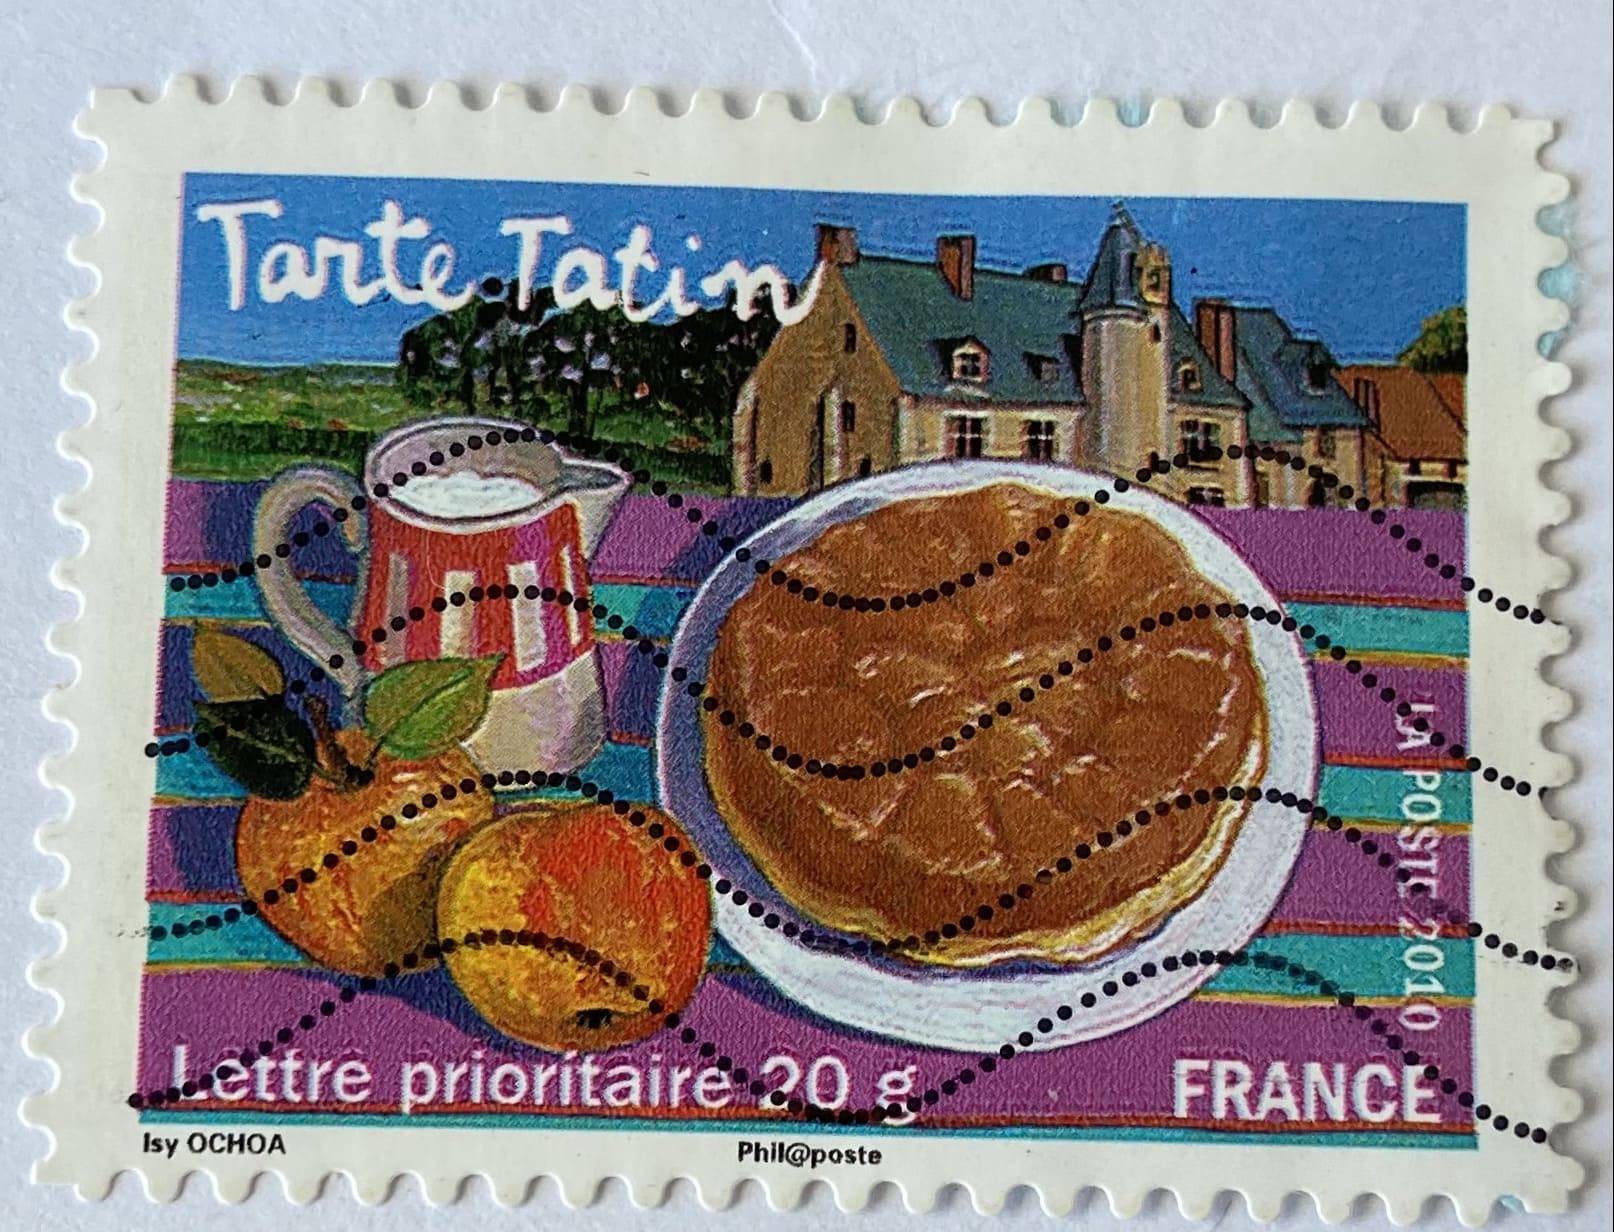 Tarte Tatin
LA POSTE 2010
Lettre prioritaire 20 g
FRANCE
Isy OCHOA
Phil@poste